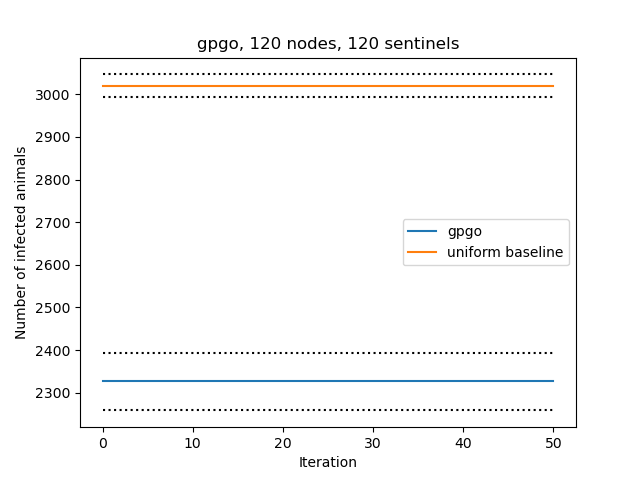 gpgo, 120 nodes, 120 sentinels
Number of infected animals
3000
2900
2800
2700
2600
2500
2400
2300
gpgo
uniform baseline
0 10 20 30 40 50
Iteration